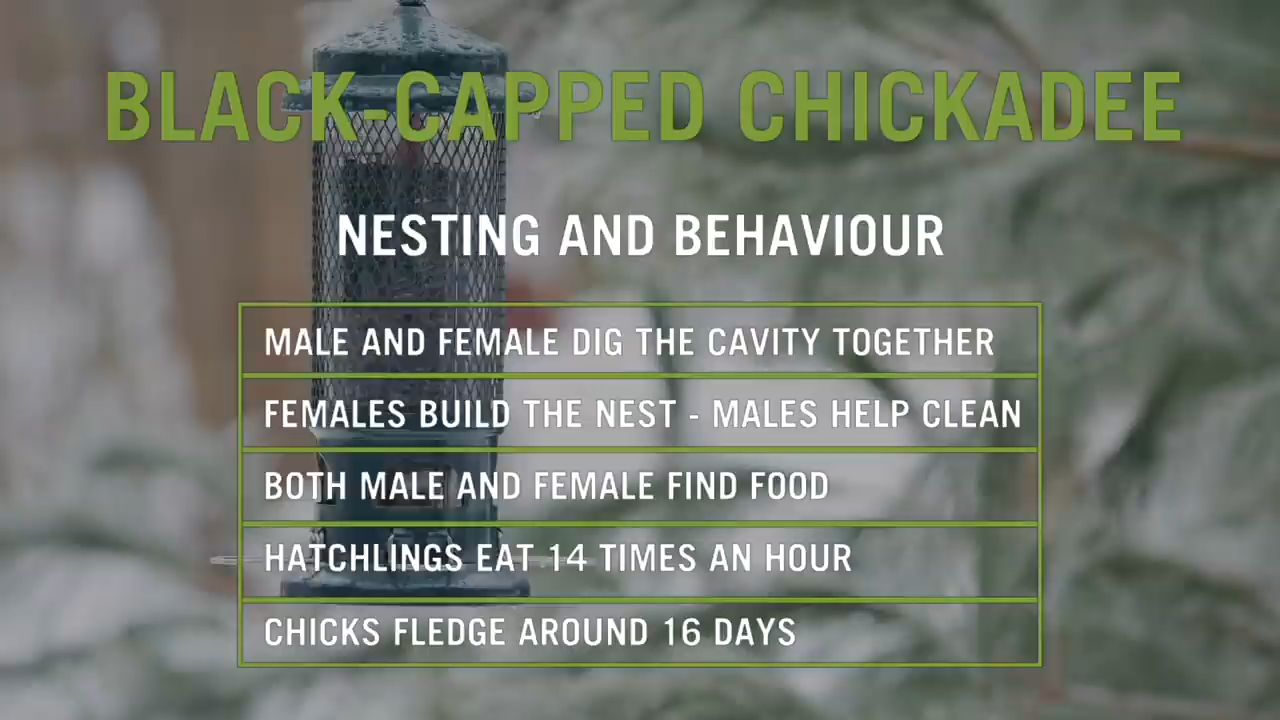 BLACK-CAPPED CHICKADEE
NESTING AND BEHAVIOUR
MALE AND FEMALE DIG THE CAVITY TOGETHER
FEMALES BUILD THE NEST - MALES HELP CLEAN
BOTH MALE AND FEMALE FIND FOOD
HATCHLINGS EAT 14 TIMES AN HOUR
CHICKS FLEDGE AROUND 16 DAYS